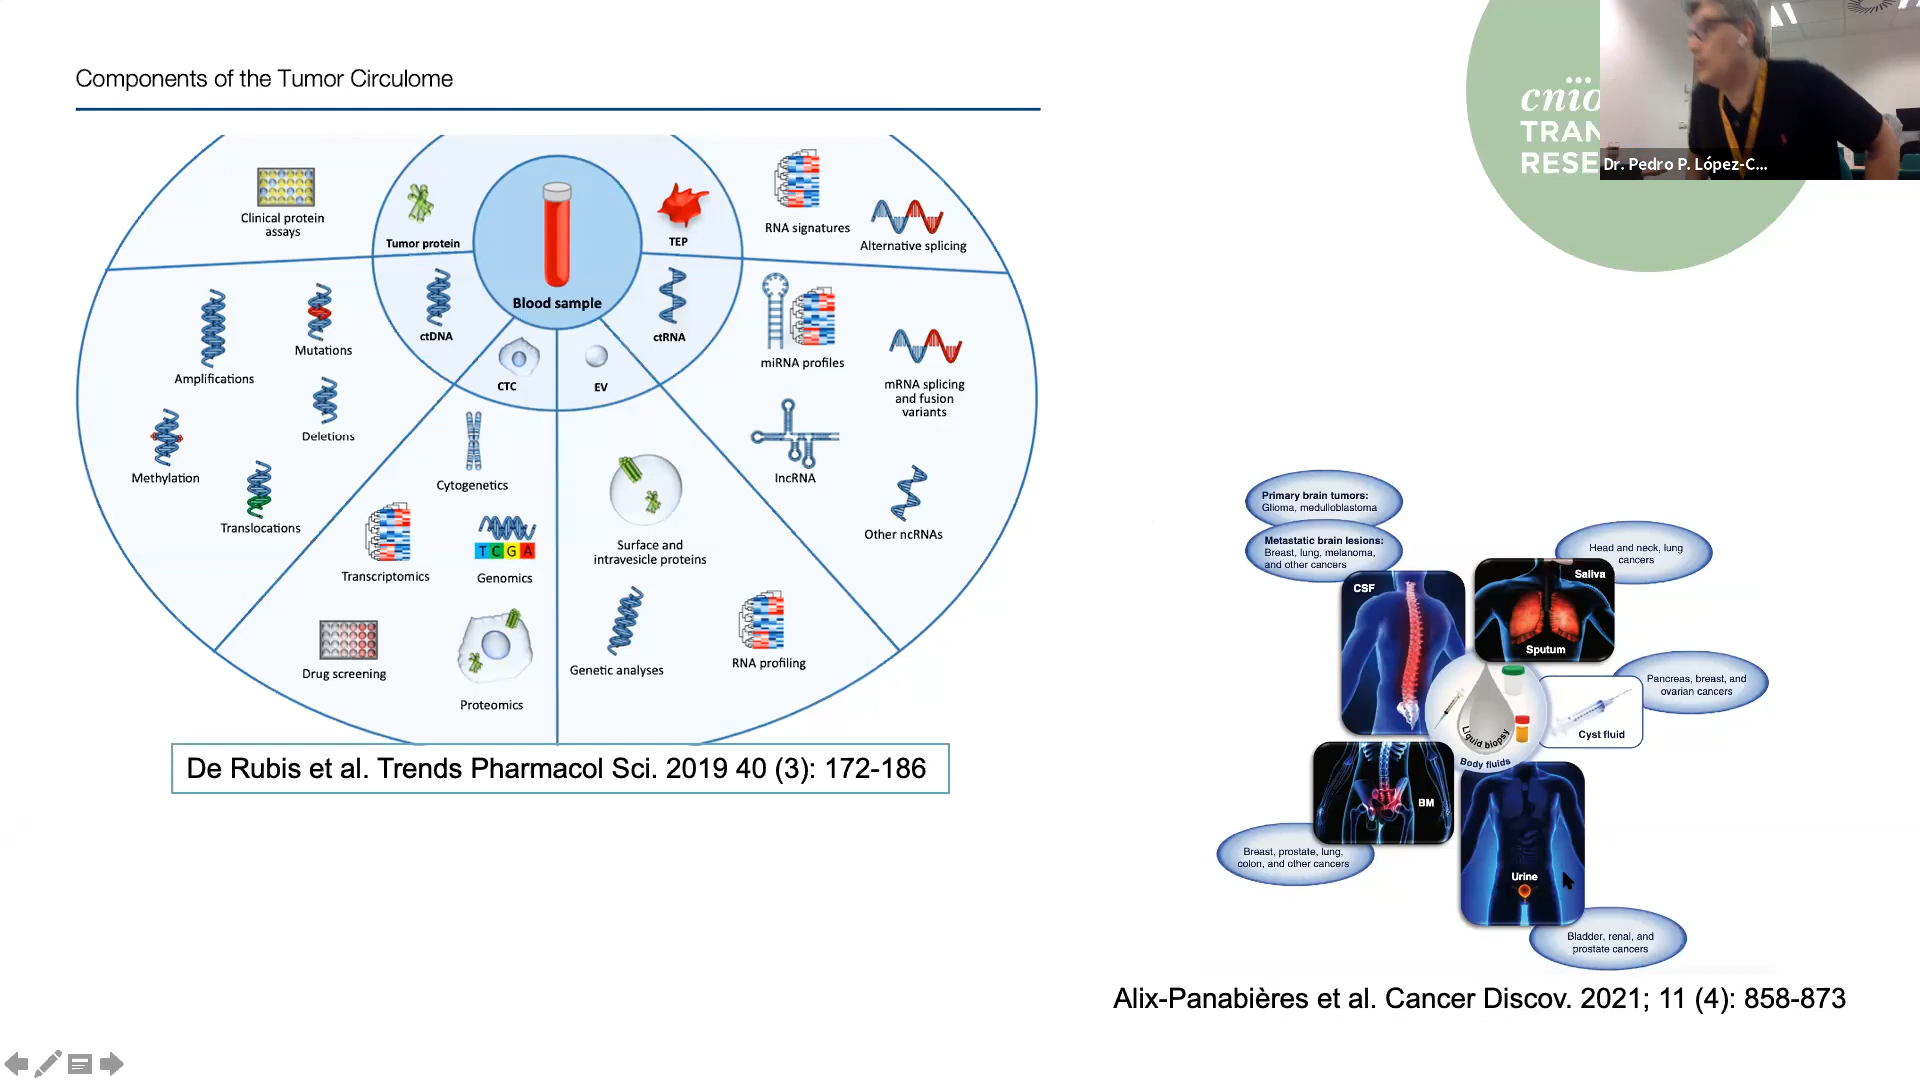 Components of the Tumor Circulome
Clinical protein
assays
Tumor protein
TEP
RNA signatures
Alternative splicing
Blood sample
ctDNA
ctRNA
CTC
EV
Amplifications
Mutations
Deletions
Methylation
Translocations
miRNA profiles
mRNA splicing
and fusion
variants
lncRNA
Other ncRNAs
Cytogenetics
Transcriptomics
TCGA
Genomics
Drug screening
Proteomics
Surface and
intravesicle proteins
Genetic analyses
RNA profiling
De Rubis et al. Trends Pharmacol Sci. 2019 40 (3): 172-186
cnio
TRAN
RESE
Dr. Pedro P. López-C...
Primary brain tumors:
Glioma, medulloblastoma
Metastatic brain lesions:
Breast, lung, melanoma,
and other cancers
CSF
Head and neck, lung
cancers
Saliva
Sputum
Pancreas, breast, and
ovarian cancers
Cyst fluid
Liquid biopsy
Body fluids
BM
Breast, prostate, lung,
colon, and other cancers
Urine
Bladder, renal, and
prostate cancers
Alix-Panabières et al. Cancer Discov. 2021; 11 (4): 858-873